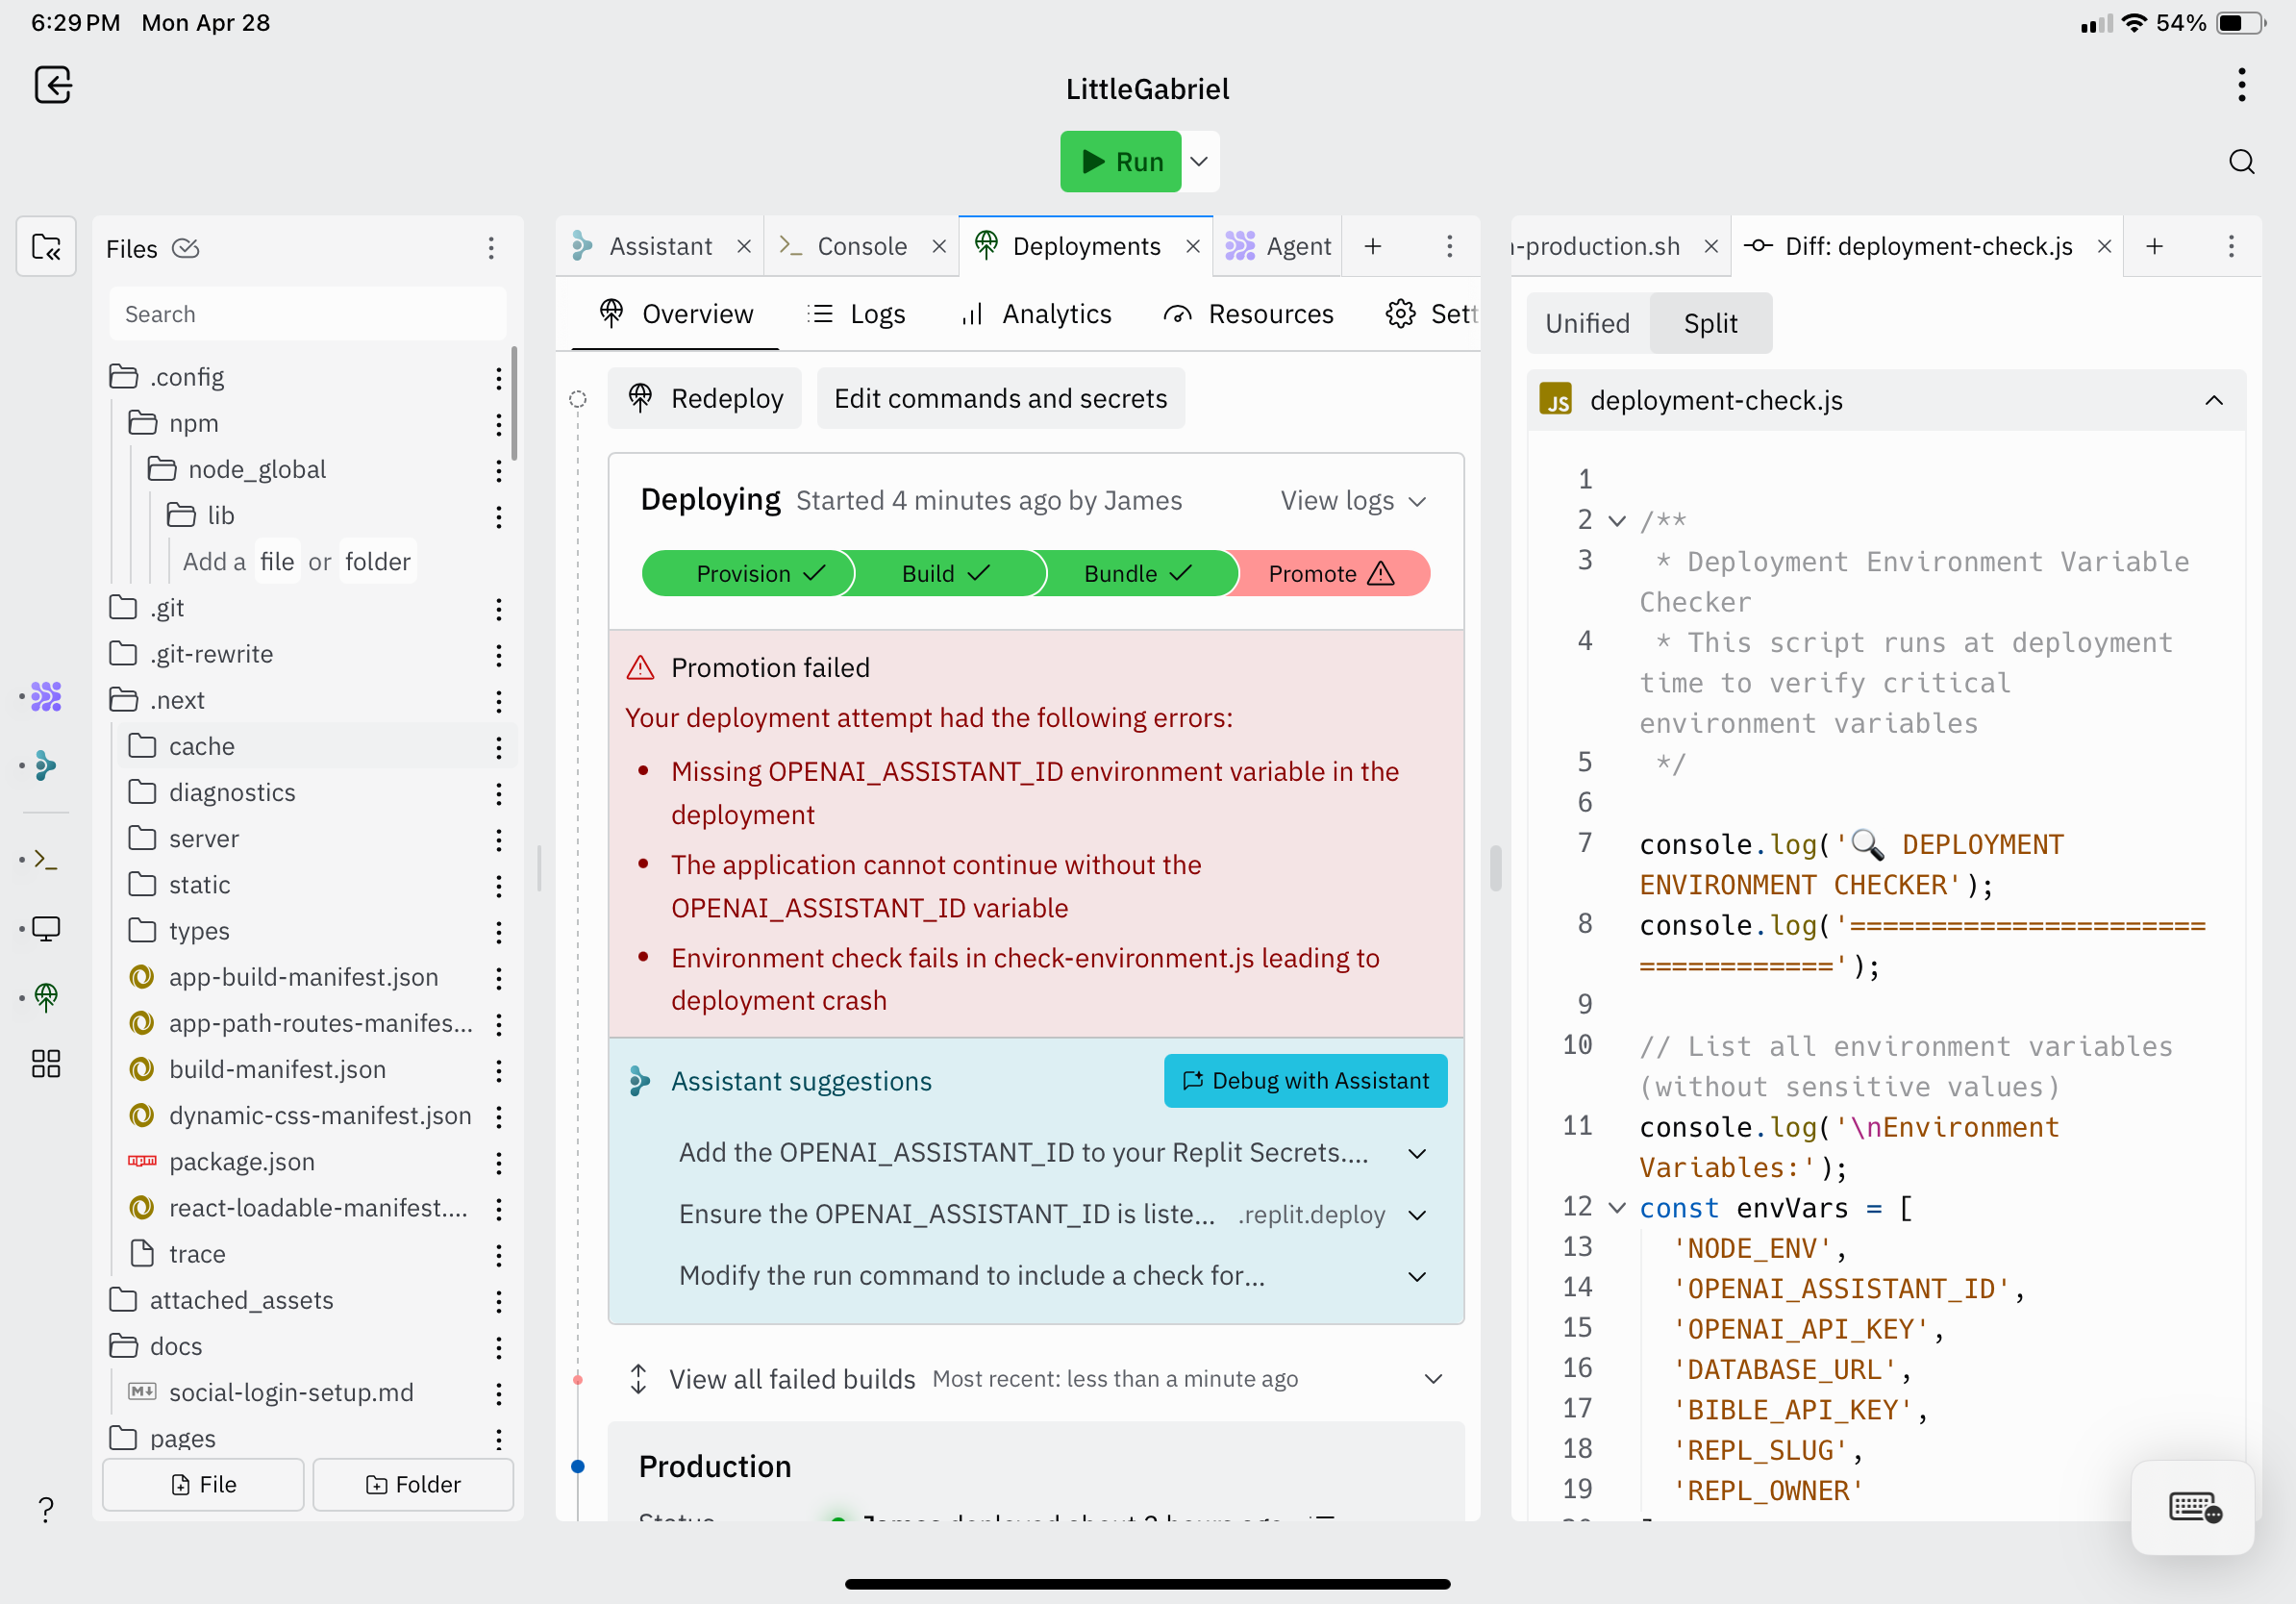 6:29 PM Mon Apr 28
54%
LittleGabriel
Run
Files
Search
.config
npm
node_global
lib
Add a file or folder
.git
.git-rewrite
.next
cache
diagnostics
server
static
types
app-build-manifest.json
app-path-routes-manifes...
build-manifest.json
dynamic-css-manifest.json
package.json
react-loadable-manifest....
trace
attached_assets
docs
social-login-setup.md
pages
File Folder
?
Assistant Console Deployments Agent
Overview Logs Analytics Resources Sett
Redeploy Edit commands and secrets
Deploying Started 4 minutes ago by James View logs
Provision Build Bundle Promote
Promotion failed
Your deployment attempt had the following errors:
• Missing OPENAI_ASSISTANT_ID environment variable in the
deployment
• The application cannot continue without the
OPENAI_ASSISTANT_ID variable
• Environment check fails in check-environment.js leading to
deployment crash
Assistant suggestions Debug with Assistant
Add the OPENAI_ASSISTANT_ID to your Replit Secrets....
Ensure the OPENAI_ASSISTANT_ID is liste... .replit.deploy
Modify the run command to include a check for...
View all failed builds Most recent: less than a minute ago
Production
Status James deployed about 2 hours ago
-production.sh Diff: deployment-check.js
Unified Split
JS deployment-check.js
1
2 /**
3 * Deployment Environment Variable
Checker
4 * This script runs at deployment
time to verify critical
environment variables
5 */
6
7 console.log('🔍 DEPLOYMENT
ENVIRONMENT CHECKER');
8 console.log('======================
============');
9
10 // List all environment variables
(without sensitive values)
11 console.log('\nEnvironment
Variables:');
12 const envVars = [
13 'NODE_ENV',
14 'OPENAI_ASSISTANT_ID',
15 'OPENAI_API_KEY',
16 'DATABASE_URL',
17 'BIBLE_API_KEY',
18 'REPL_SLUG',
19 'REPL_OWNER'